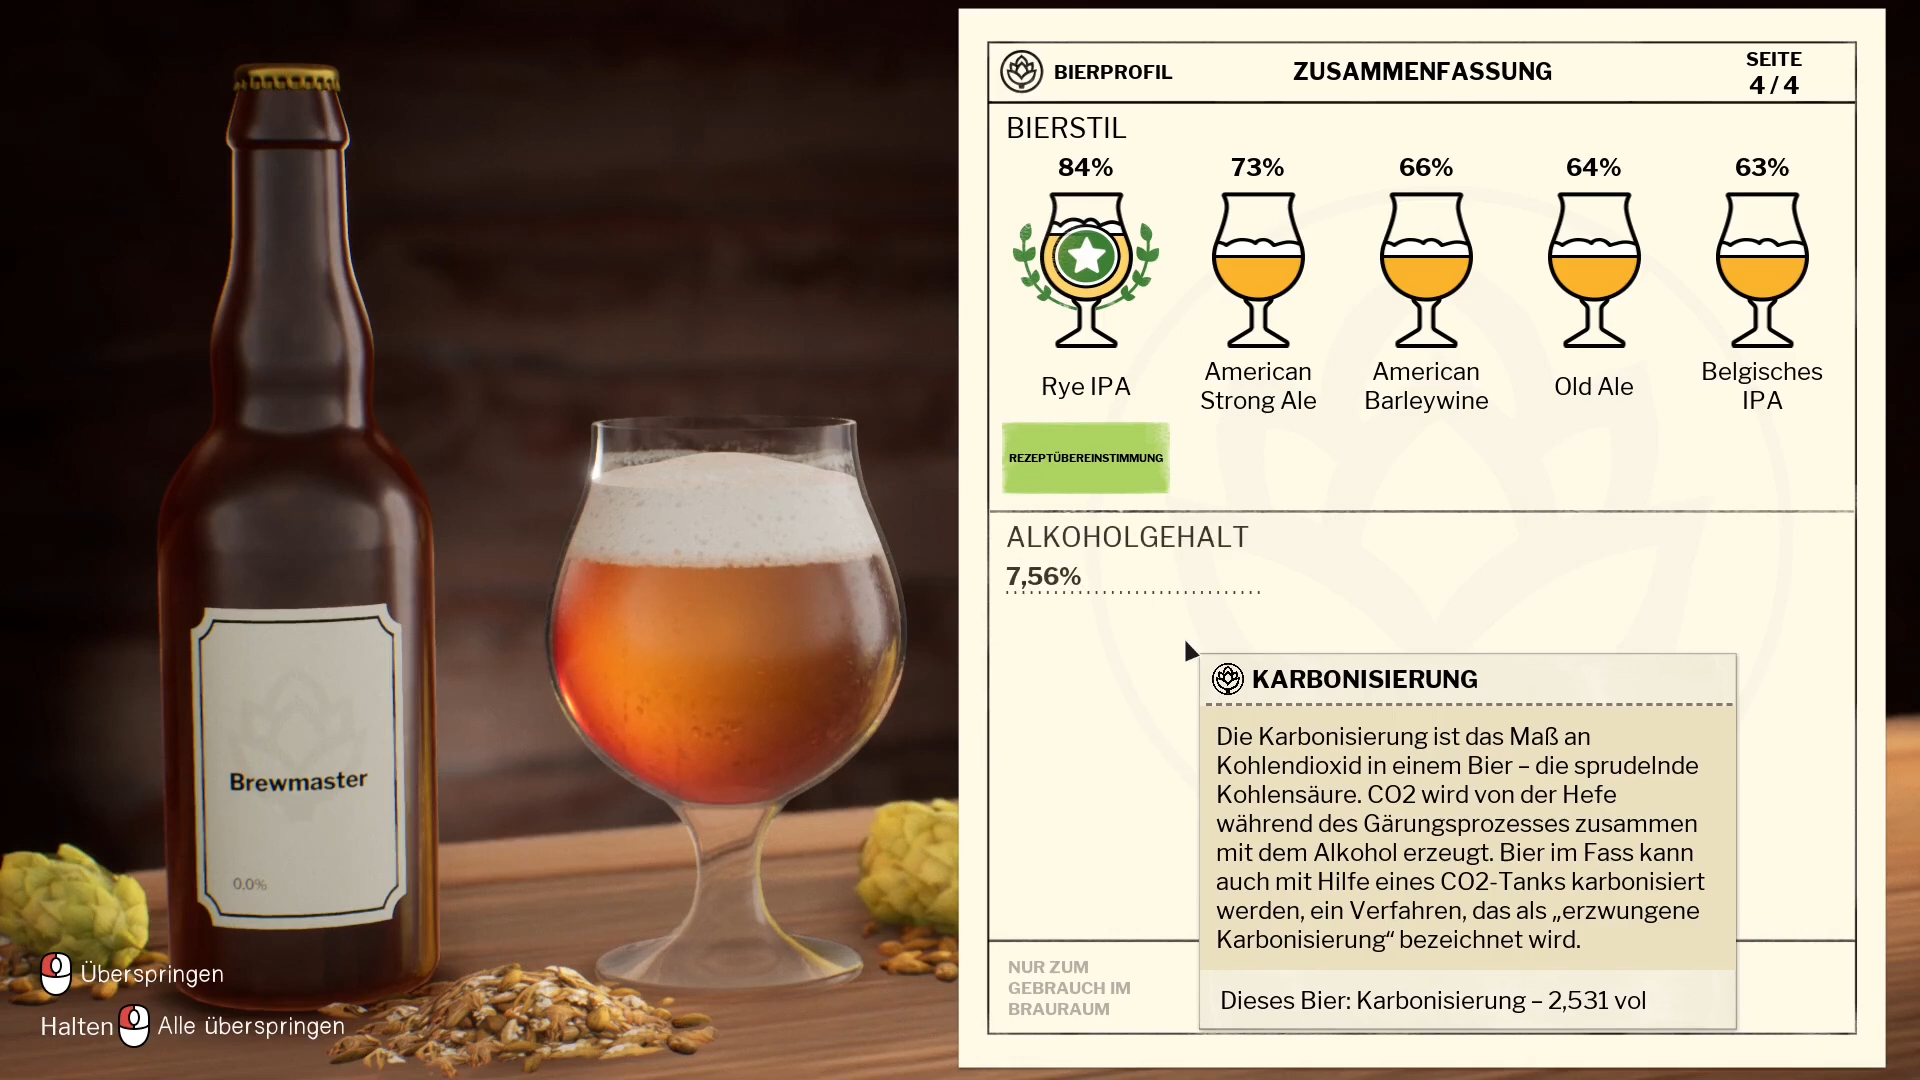 BIERPROFIL
ZUSAMMENFASSUNG
SEITE
4 / 4
BIERSTIL
84%
73%
66%
64%
63%
Rye IPA
American
Strong Ale
American
Barleywine
Old Ale
Belgisches
IPA
REZEPTÜBEREINSTIMMUNG
ALKOHOLGEHALT
7,56%
KARBONISIERUNG
Die Karbonisierung ist das Maß an
Kohlendioxid in einem Bier – die sprudelnde
Kohlensäure. CO2 wird von der Hefe
während des Gärungsprozesses zusammen
mit dem Alkohol erzeugt. Bier im Fass kann
auch mit Hilfe eines CO2-Tanks karbonisiert
werden, ein Verfahren, das als „erzwungene
Karbonisierung“ bezeichnet wird.
Dieses Bier: Karbonisierung – 2,531 vol
NUR ZUM
GEBRAUCH IM
BRAURAUM
Brewmaster
0.0%
Überspringen
Halten Alle überspringen